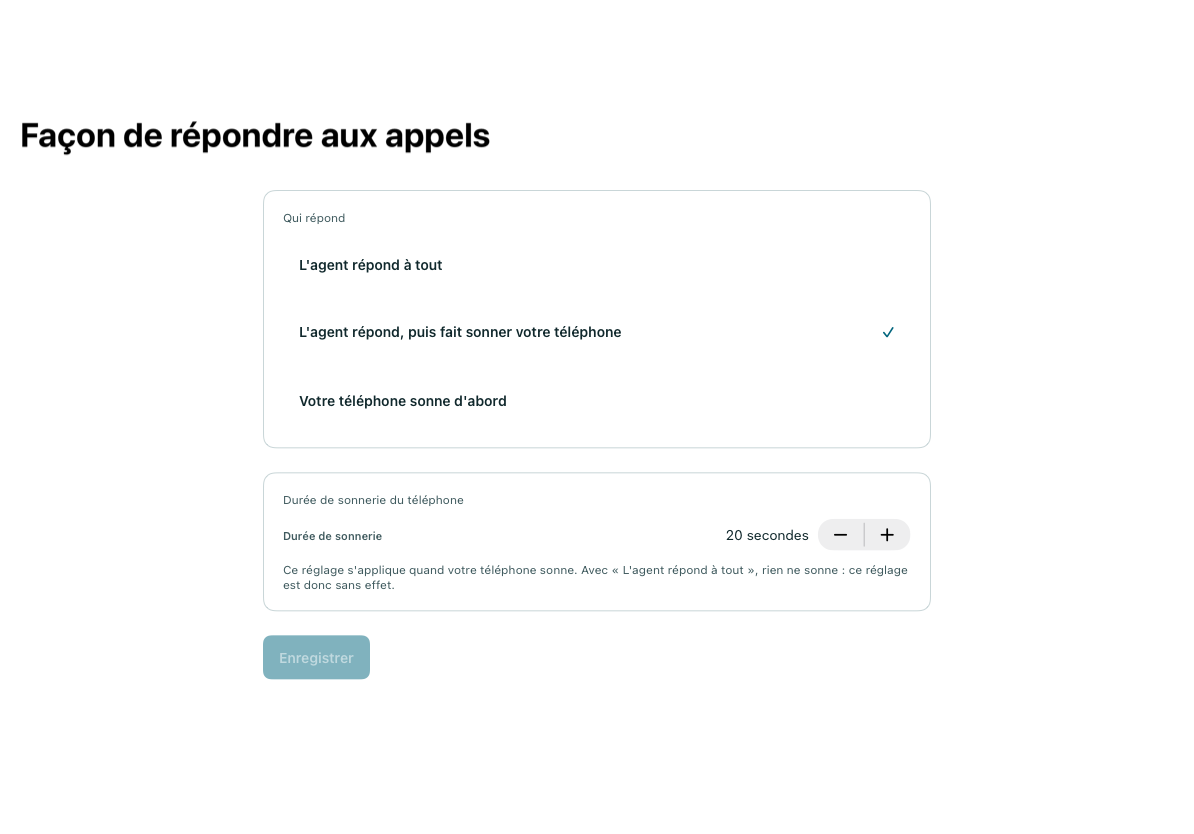 Façon de répondre aux appels
Qui répond
L'agent répond à tout
L'agent répond, puis fait sonner votre téléphone
Votre téléphone sonne d'abord
Durée de sonnerie du téléphone
Durée de sonnerie
20 secondes
Ce réglage s'applique quand votre téléphone sonne. Avec « L'agent répond à tout », rien ne sonne : ce réglage
est donc sans effet.
Enregistrer